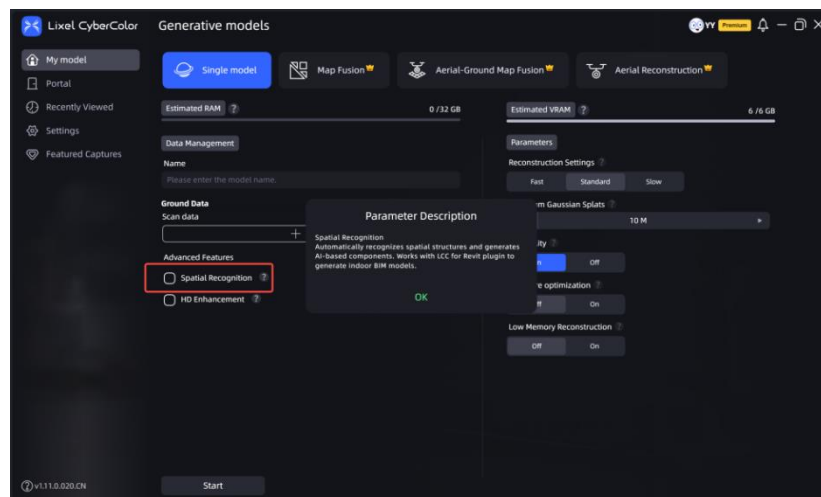 Lixel CyberColor
Generative models
YY Premium
My model
Portal
Recently Viewed
Settings
Featured Captures
Single model
Map Fusion
Aerial-Ground Map Fusion
Aerial Reconstruction
Estimated RAM ?
0 /32 GB
Estimated VRAM ?
6 /6 GB
Data Management
Name
Please enter the model name.
Ground Data
Scan data
+
Advanced Features
Spatial Recognition ?
HD Enhancement ?
Parameters
Reconstruction Settings ?
Fast Standard Slow
Gaussian Splats ?
10 M
?
Off
?
On
Low Memory Reconstruction ?
Off On
Parameter Description
Spatial Recognition
Automatically recognizes spatial structures and generates
AI-based components. Works with LCC for Revit plugin to
generate indoor BIM models.
OK
Start
? v1.11.0.020.CN